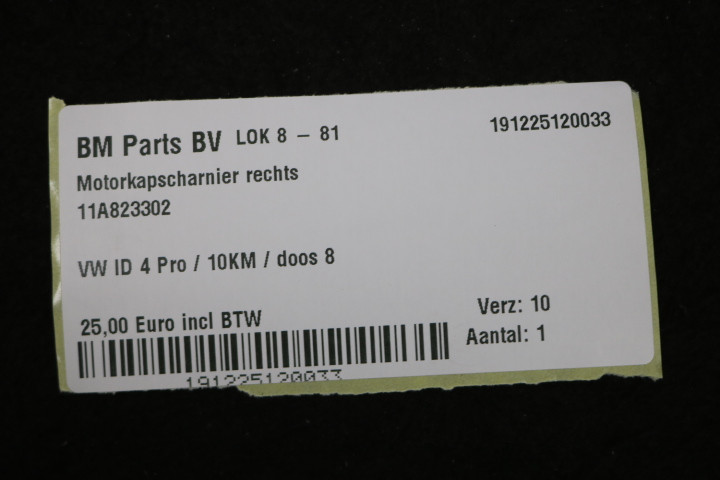 BM Parts BV LOK 8 - 81 191225120033
Motorkapscharnier rechts
11A823302
VW ID 4 Pro / 10KM / doos 8
25,00 Euro incl BTW Verz: 10
Aantal: 1
191225120033